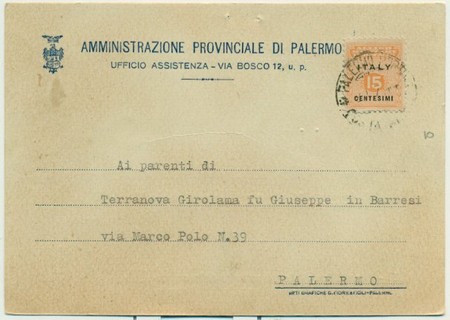 AMMINISTRAZIONE PROVINCIALE DI PALERMO
UFFICIO ASSISTENZA - VIA BOSCO 12, u. p.
ITALY
15
CENTESIMI
PALERMO
Ai parenti di
Terranova Girolama fu Giuseppe in Barresi
via Marco Polo N.39
PALERMO